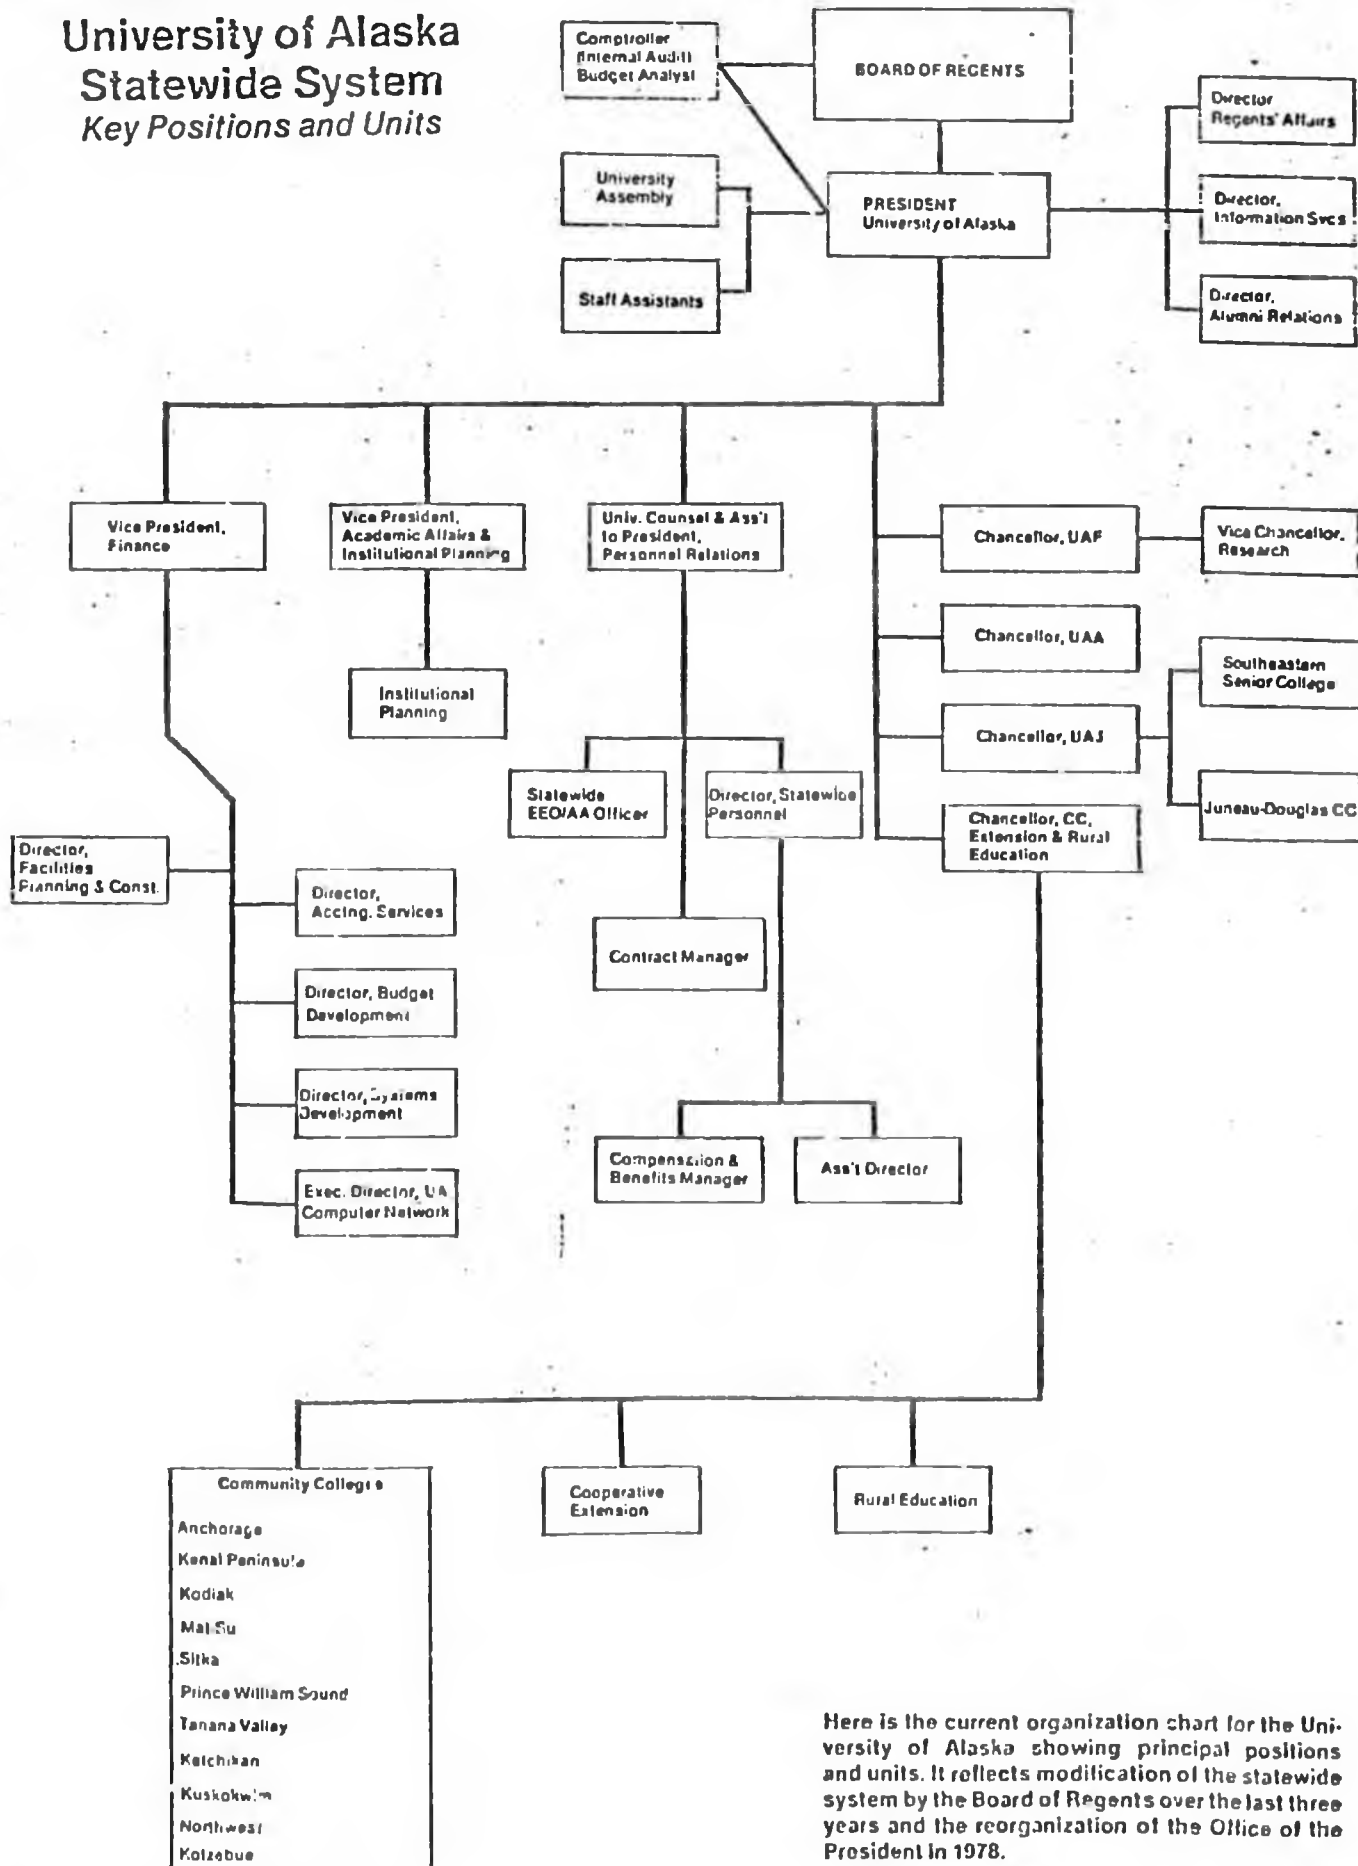 University of Alaska
Statewide System
Key Positions and Units
Comptroller
(Internal Audit)
Budget Analyst
BOARD OF REGENTS
Director
Regents' Affairs
University
Assembly
PRESIDENT
University of Alaska
Director,
Information Svcs
Staff Assistants
Director,
Alumni Relations
Vice President,
Finance
Vice President,
Academic Affairs &
Institutional Planning
Univ. Counsel & Ass't
to President,
Personnel Relations
Chancellor, UAF
Vice Chancellor,
Research
Chancellor, UAA
Institutional
Planning
Southeastern
Senior College
Chancellor, UAJ
Statewide
EEO/AA Officer
Director, Statewide
Personnel
Juneau-Douglas CC
Chancellor, CC,
Extension & Rural
Education
Director,
Facilities
Planning & Const.
Director,
Acctng. Services
Contract Manager
Director, Budget
Development
Director, Systems
Development
Compensation &
Benefits Manager
Ass't Director
Exec. Director, UA
Computer Network
Community Colleges
Anchorage
Kenai Peninsula
Kodiak
Mat-Su
Sitka
Prince William Sound
Tanana Valley
Ketchikan
Kuskokwim
Northwest
Kotzebue
Cooperative
Extension
Rural Education
Here is the current organization chart for the Uni-
versity of Alaska showing principal positions
and units. It reflects modification of the statewide
system by the Board of Regents over the last three
years and the reorganization of the Office of the
President in 1978.